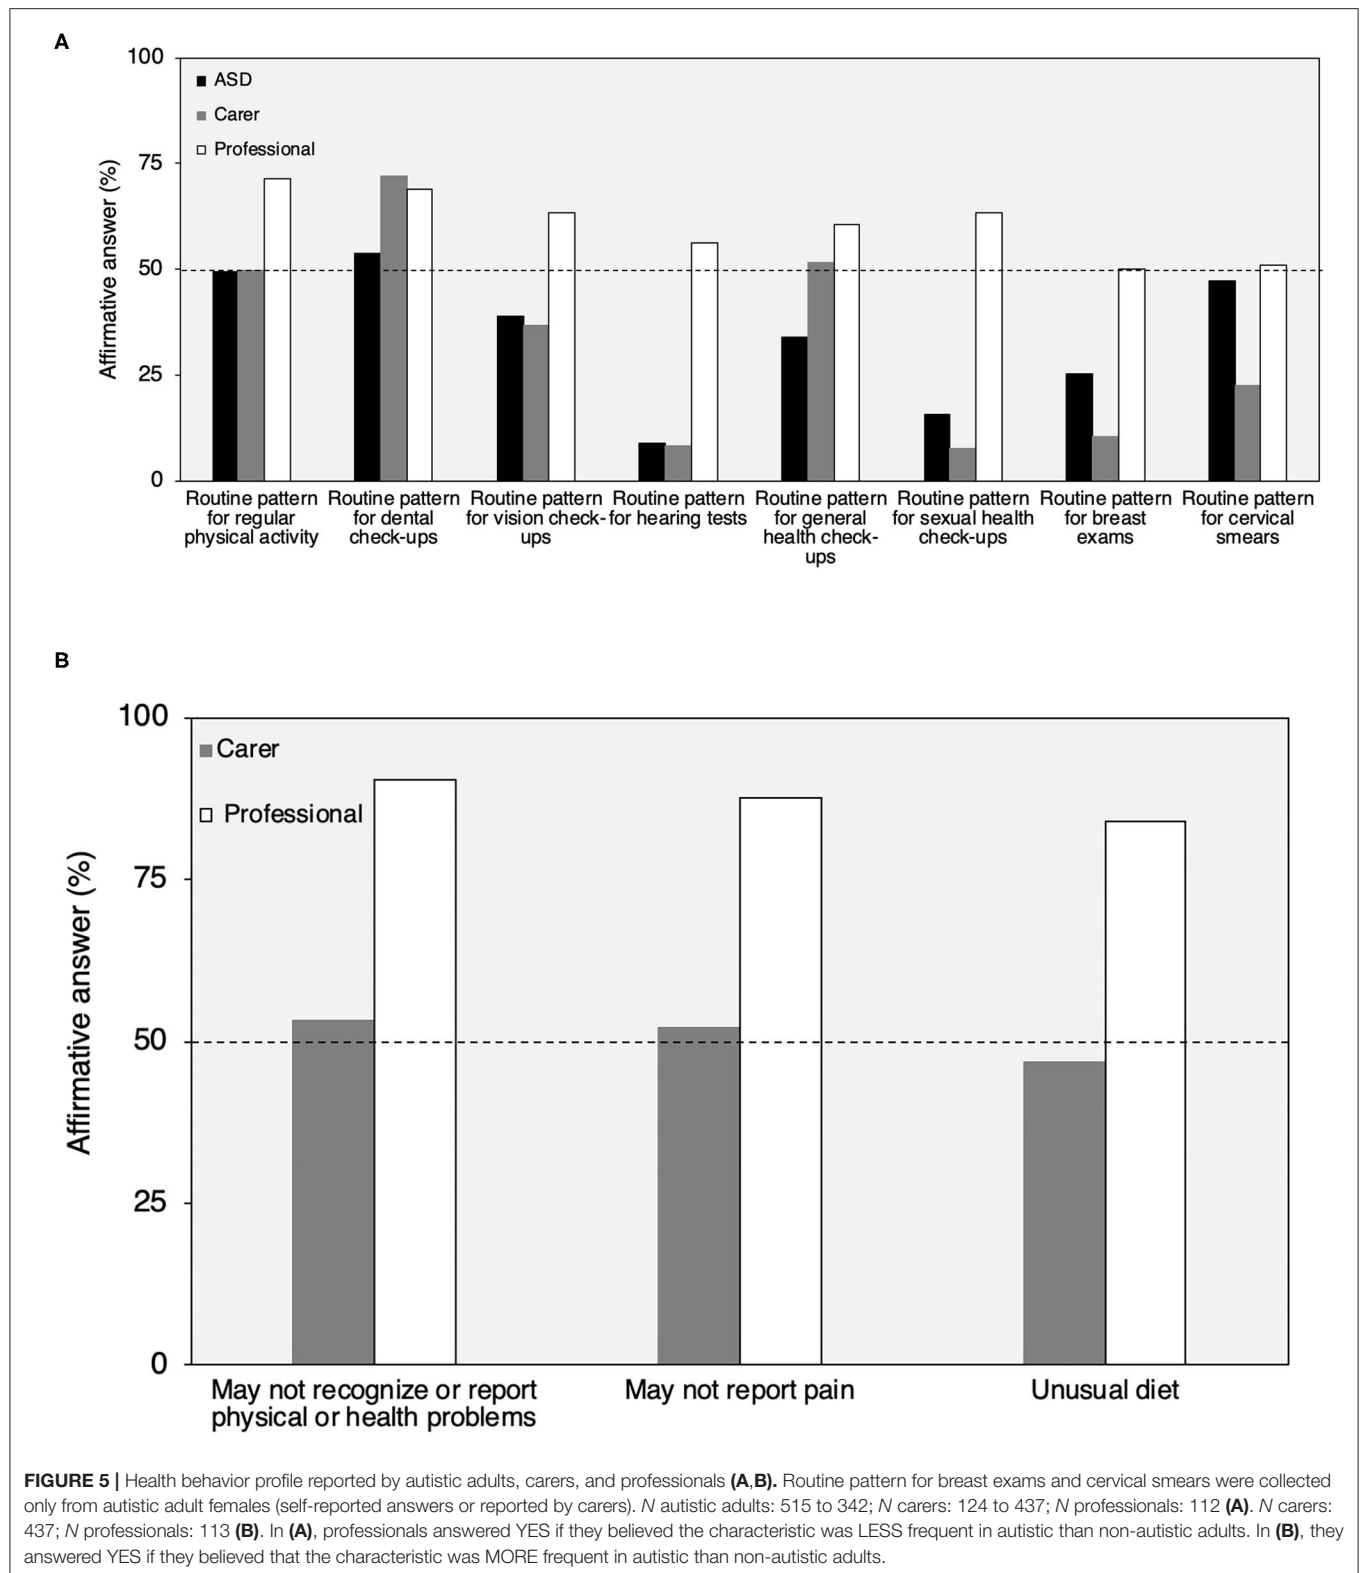 A
100
ASD
Carer
75
Professional
Affirmative answer (%)
50
25
0
Routine pattern for regular physical activity
Routine pattern for dental check-ups
Routine pattern for vision check-ups
Routine pattern for hearing tests
Routine pattern for general health check-ups
Routine pattern for sexual health check-ups
Routine pattern for breast exams
Routine pattern for cervical smears
B
100
Carer
Professional
75
Affirmative answer (%)
50
25
0
May not recognize or report
physical or health problems
May not report pain
Unusual diet
FIGURE 5 | Health behavior profile reported by autistic adults, carers, and professionals (A,B). Routine pattern for breast exams and cervical smears were collected
only from autistic adult females (self-reported answers or reported by carers). N autistic adults: 515 to 342; N carers: 124 to 437; N professionals: 112 (A). N carers:
437; N professionals: 113 (B). In (A), professionals answered YES if they believed the characteristic was LESS frequent in autistic than non-autistic adults. In (B), they
answered YES if they believed that the characteristic was MORE frequent in autistic than non-autistic adults.